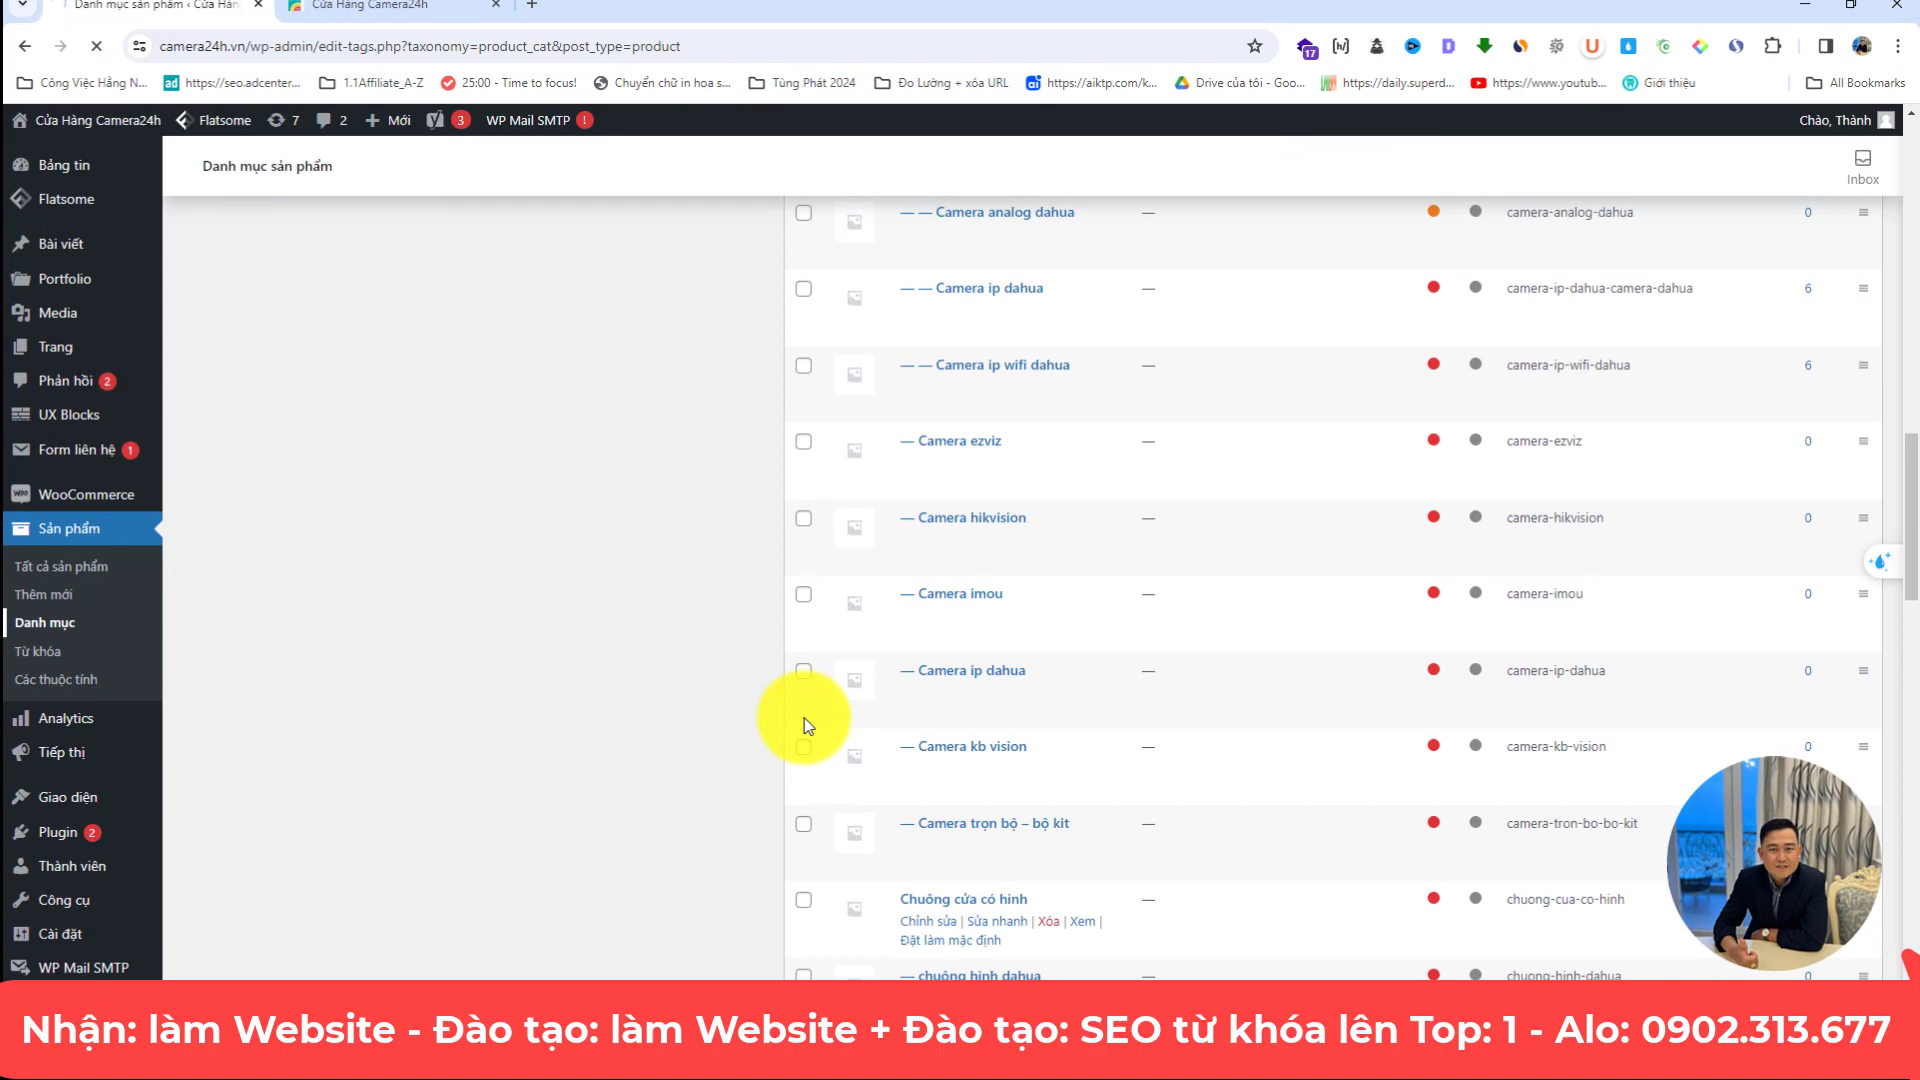 Danh mục sản phẩm ‹ Cửa Hàn
Cửa Hàng Camera24h
camera24h.vn/wp-admin/edit-tags.php?taxonomy=product_cat&post_type=product
17
Công Việc Hằng N...
https://seo.adcenter...
1.1Affiliate_A-Z
25:00 - Time to focus!
Chuyển chữ in hoa s...
Tùng Phát 2024
Đo Lường + xóa URL
https://aiktp.com/k...
Drive của tôi - Goo...
https://daily.superd...
https://www.youtub...
Giới thiệu
All Bookmarks
Cửa Hàng Camera24h
Flatsome
7
2
Mới
3
WP Mail SMTP !
Chào, Thành
Bảng tin
Flatsome
Bài viết
Portfolio
Media
Trang
Phản hồi 2
UX Blocks
Form liên hệ 1
WooCommerce
Sản phẩm
Tất cả sản phẩm
Thêm mới
Danh mục
Từ khóa
Các thuộc tính
Analytics
Tiếp thị
Giao diện
Plugin 2
Thành viên
Công cụ
Cài đặt
WP Mail SMTP
Danh mục sản phẩm
Inbox
— — Camera analog dahua — camera-analog-dahua 0
— — Camera ip dahua — camera-ip-dahua-camera-dahua 6
— — Camera ip wifi dahua — camera-ip-wifi-dahua 6
— Camera ezviz — camera-ezviz 0
— Camera hikvision — camera-hikvision 0
— Camera imou — camera-imou 0
— Camera ip dahua — camera-ip-dahua 0
— Camera kb vision — camera-kb-vision 0
— Camera trọn bộ – bộ kit — camera-tron-bo-bo-kit
Chuông cửa có hình — chuong-cua-co-hinh
Chỉnh sửa | Sửa nhanh | Xóa | Xem |
Đặt làm mặc định
— chuông hình dahua — chuong-hinh-dahua 0
Nhận: làm Website - Đào tạo: làm Website + Đào tạo: SEO từ khóa lên Top: 1 - Alo: 0902.313.677